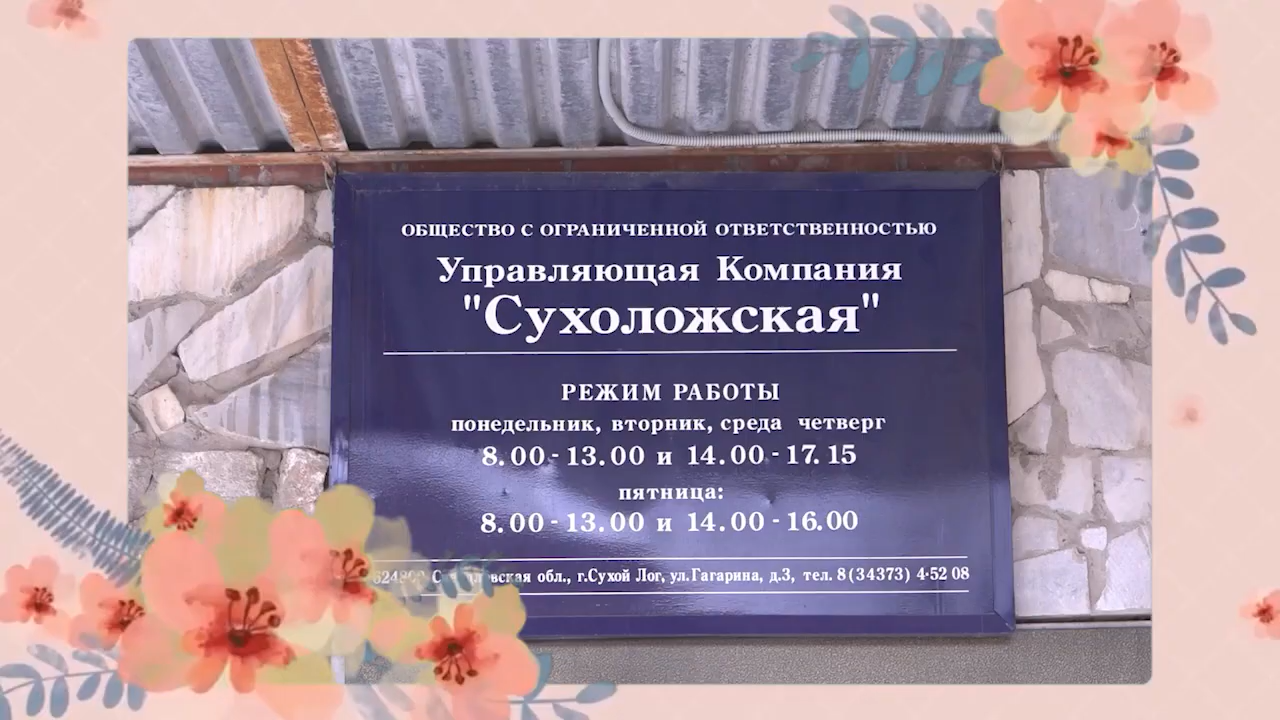 ОБЩЕСТВО С ОГРАНИЧЕННОЙ ОТВЕТСТВЕННОСТЬЮ
Управляющая Компания
"Сухоложская"
РЕЖИМ РАБОТЫ
понедельник, вторник, среда четверг
8.00-13.00 и 14.00-17.15
пятница:
8.00-13.00 и 14.00-16.00
обл., г.Сухой Лог, ул.Гагарина, д.3, тел. 8(34373) 4-52 08